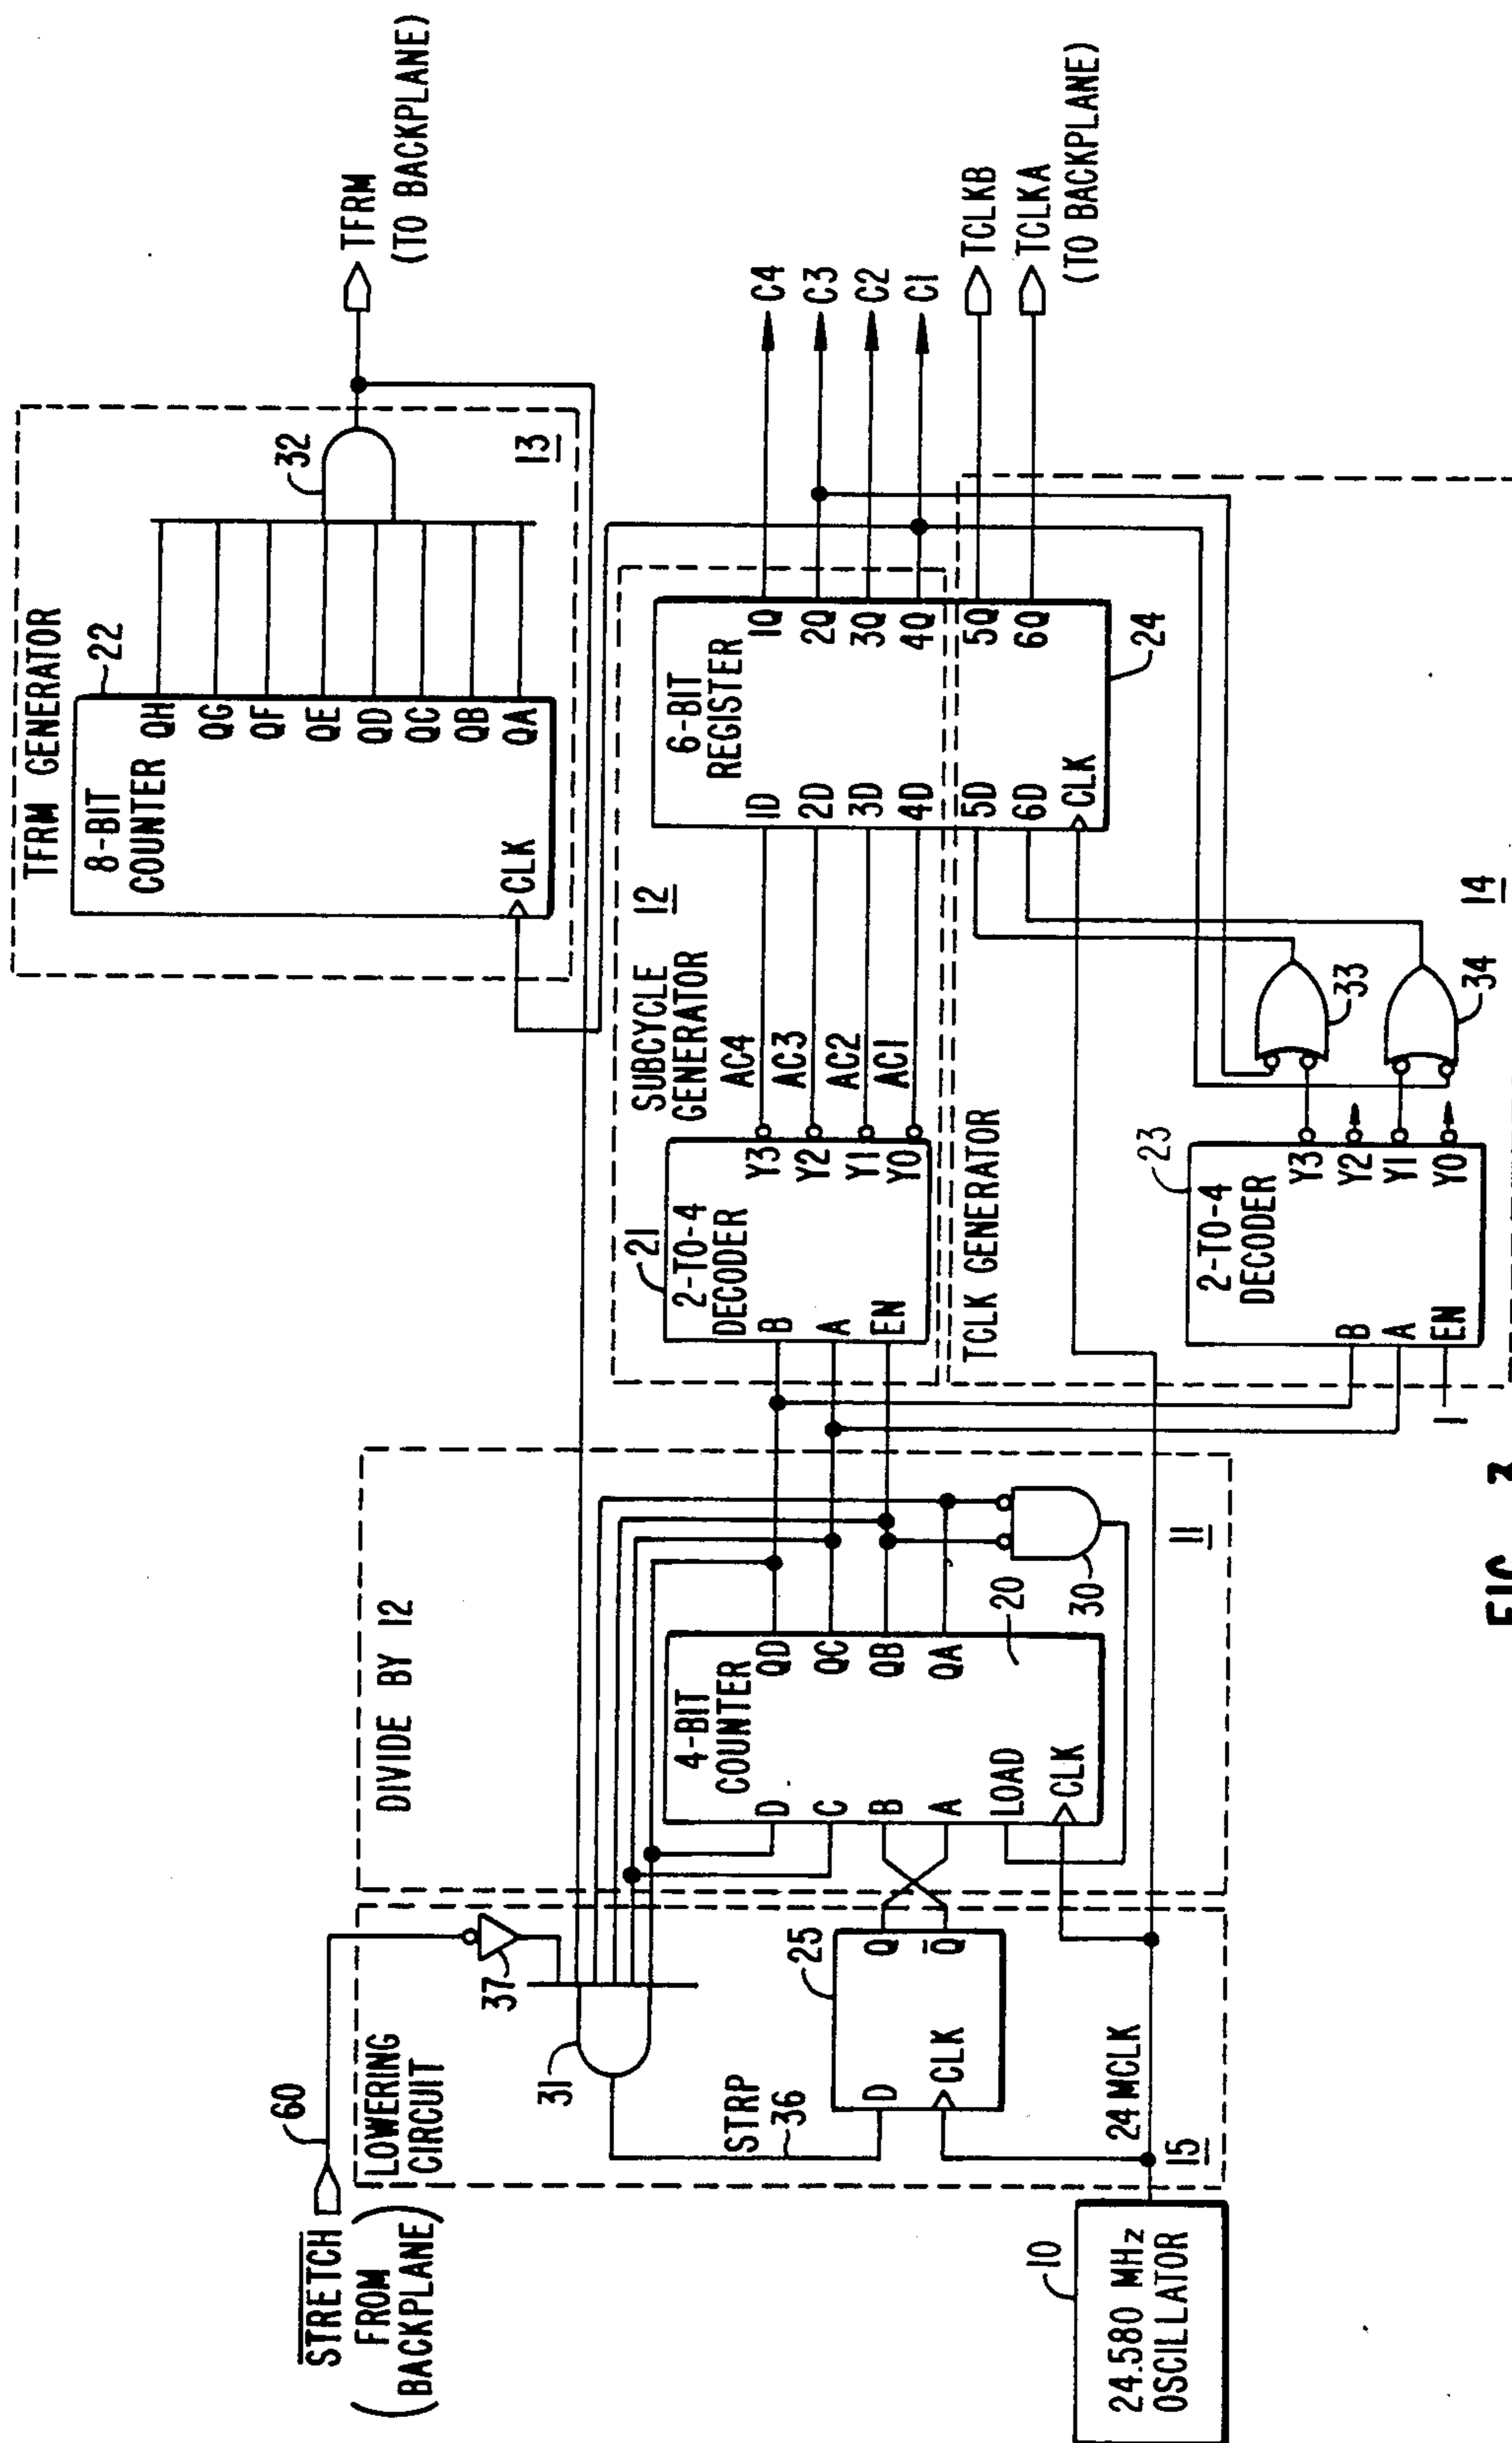 STRETCH
( FROM
BACKPLANE )
60
LOWERING
CIRCUIT
37
31
STRP
36
25
D
CLK
Q
Q̅
24 MCLK
15
10
24.580 MHz
OSCILLATOR
DIVIDE BY 12
4-BIT
COUNTER
D
C
B
A
LOAD
CLK
QD
QC
QB
QA
20
30
11
SUBCYCLE
GENERATOR
12
21
2-TO-4
DECODER
B
A
EN
Y3
Y2
Y1
Y0
AC4
AC3
AC2
AC1
6-BIT
REGISTER
1D
2D
3D
4D
5D
6D
CLK
1Q
2Q
3Q
4Q
5Q
6Q
24
C4
C3
C2
C1
TCLKB
TCLKA
(TO BACKPLANE)
TFRM GENERATOR
8-BIT
COUNTER
22
CLK
QH
QG
QF
QE
QD
QC
QB
QA
32
13
TFRM
(TO BACKPLANE)
TCLK GENERATOR
23
2-TO-4
DECODER
B
A
EN
1
Y3
Y2
Y1
Y0
33
34
14
FIG